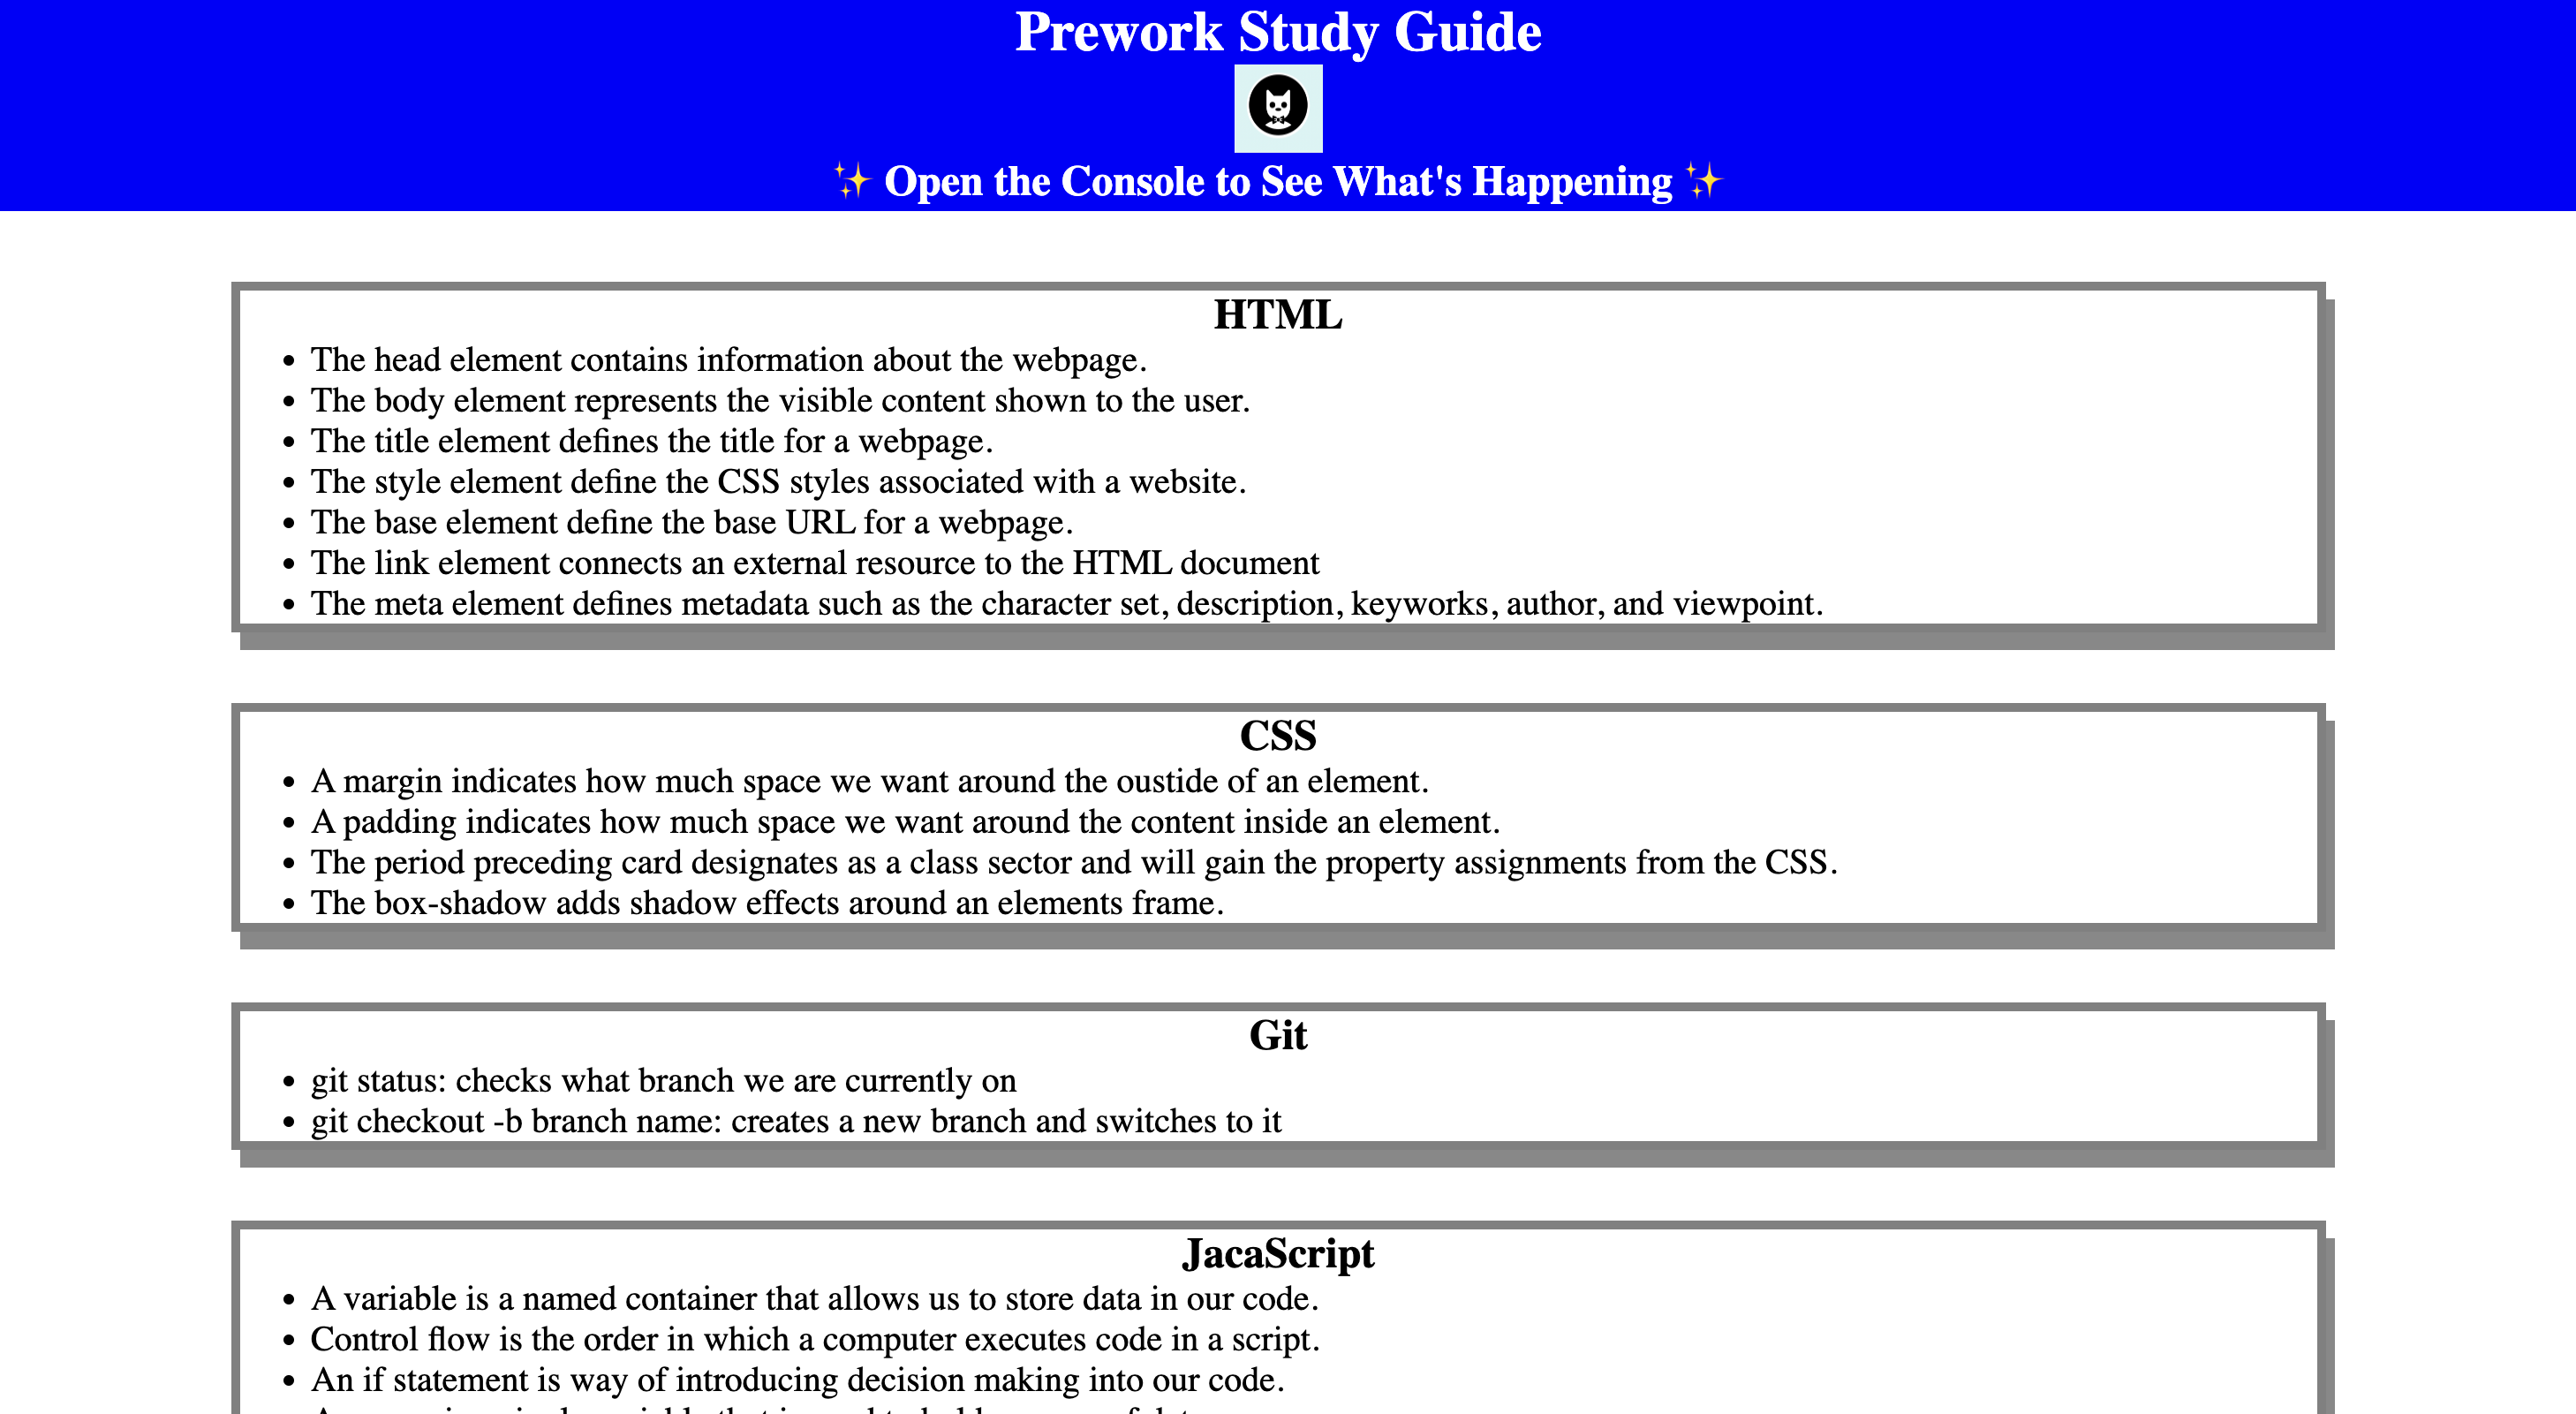 Prework Study Guide
✨ Open the Console to See What's Happening ✨
HTML
• The head element contains information about the webpage.
• The body element represents the visible content shown to the user.
• The title element defines the title for a webpage.
• The style element define the CSS styles associated with a website.
• The base element define the base URL for a webpage.
• The link element connects an external resource to the HTML document
• The meta element defines metadata such as the character set, description, keyworks, author, and viewpoint.
CSS
• A margin indicates how much space we want around the oustide of an element.
• A padding indicates how much space we want around the content inside an element.
• The period preceding card designates as a class sector and will gain the property assignments from the CSS.
• The box-shadow adds shadow effects around an elements frame.
Git
• git status: checks what branch we are currently on
• git checkout -b branch name: creates a new branch and switches to it
JacaScript
• A variable is a named container that allows us to store data in our code.
• Control flow is the order in which a computer executes code in a script.
• An if statement is way of introducing decision making into our code.